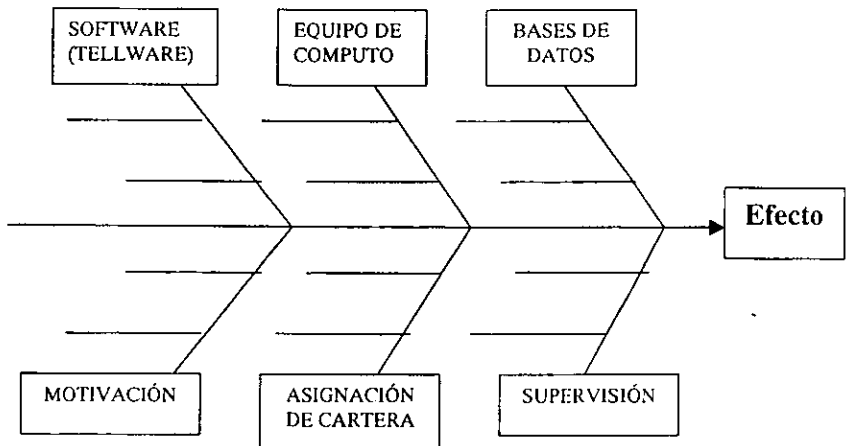 SOFTWARE
(TELLWARE)
EQUIPO DE
COMPUTO
BASES DE
DATOS
Efecto
MOTIVACIÓN
ASIGNACIÓN
DE CARTERA
SUPERVISIÓN